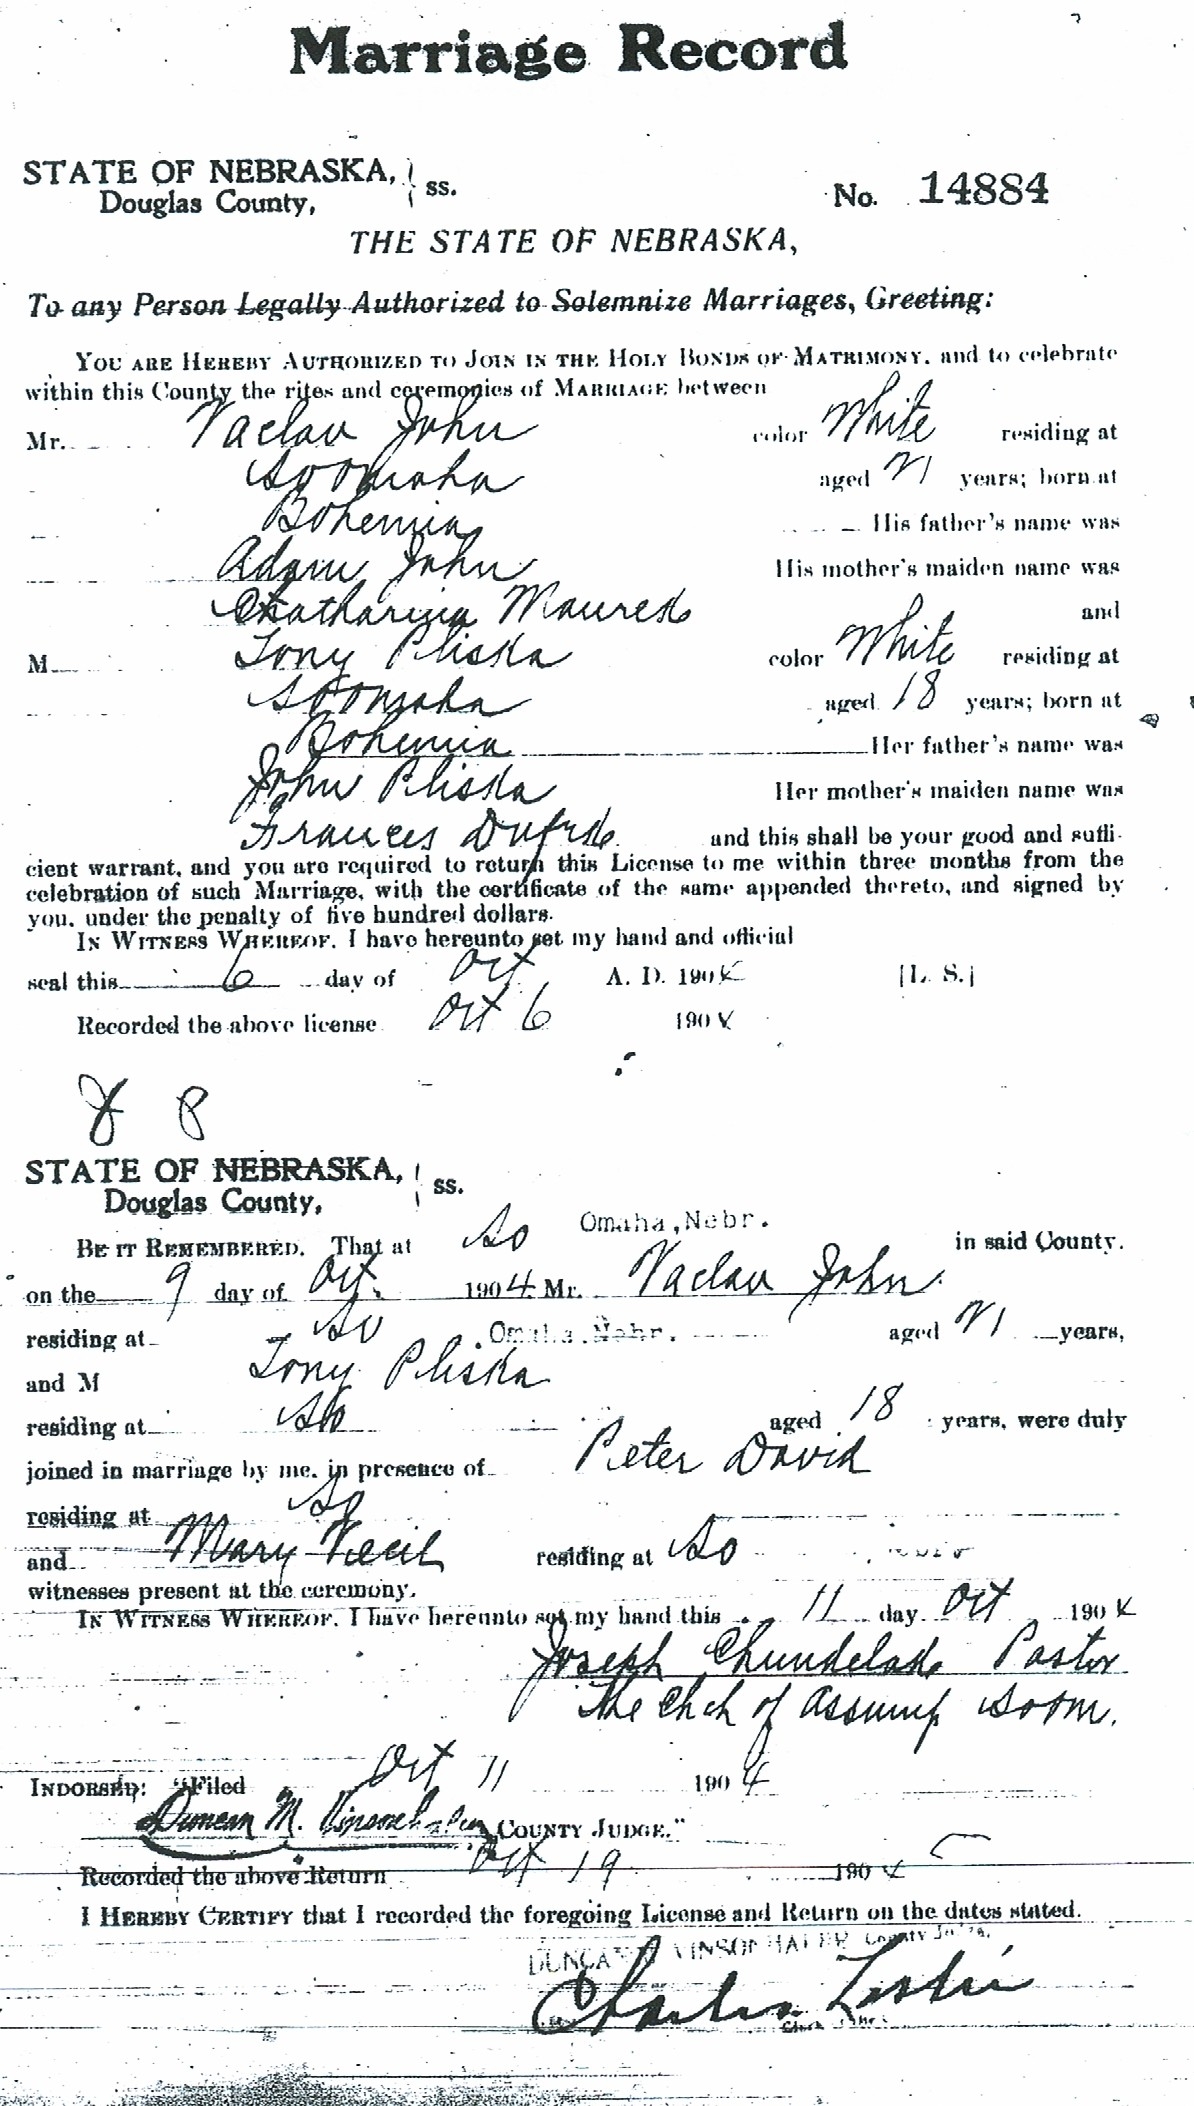 Marriage Record
STATE OF NEBRASKA, } ss.
Douglas County,
No. 14884
THE STATE OF NEBRASKA,
To any Person Legally Authorized to Solemnize Marriages, Greeting:
YOU ARE HEREBY AUTHORIZED TO JOIN IN THE HOLY BONDS OF MATRIMONY, and to celebrate
within this County the rites and ceremonies of MARRIAGE between
Mr. Vaclav John color White residing at
So Omaha aged 21 years; born at
Bohemia His father's name was
Adam John His mother's maiden name was
Katharina Maurek and
M Tony Pliska color White residing at
So Omaha aged 18 years; born at
Bohemia Her father's name was
John Pliska Her mother's maiden name was
Frances and this shall be your good and suffi-
cient warrant, and you are required to return this License to me within three months from the
celebration of such Marriage, with the certificate of the same appended thereto, and signed by
you, under the penalty of five hundred dollars.
IN WITNESS WHEREOF, I have hereunto set my hand and official
seal this 6 day of Oct A. D. 1904 [L. S.]
Recorded the above license Oct 6 1904
STATE OF NEBRASKA, } ss.
Douglas County,
BE IT REMEMBERED, That at So Omaha, Nebr. in said County,
on the 9 day of Oct. 1904 Mr. Vaclav John
residing at So Omaha, Nebr. aged 21 years,
and M Tony Pliska
residing at So aged 18 years, were duly
joined in marriage by me, in presence of Peter David
residing at So
and Mary residing at So
witnesses present at the ceremony.
IN WITNESS WHEREOF, I have hereunto set my hand this 11 day Oct 1904
Joseph Chundelak Pastor
The Chch of Assump So Om.
INDORSED: "Filed Oct 11 1904
Duncan M. Vinsonhaler COUNTY JUDGE."
Recorded the above Return Oct 19 1904
I HEREBY CERTIFY that I recorded the foregoing License and Return on the dates stated.
DUNCAN M. VINSONHALER County Judge.
Charles Leslie